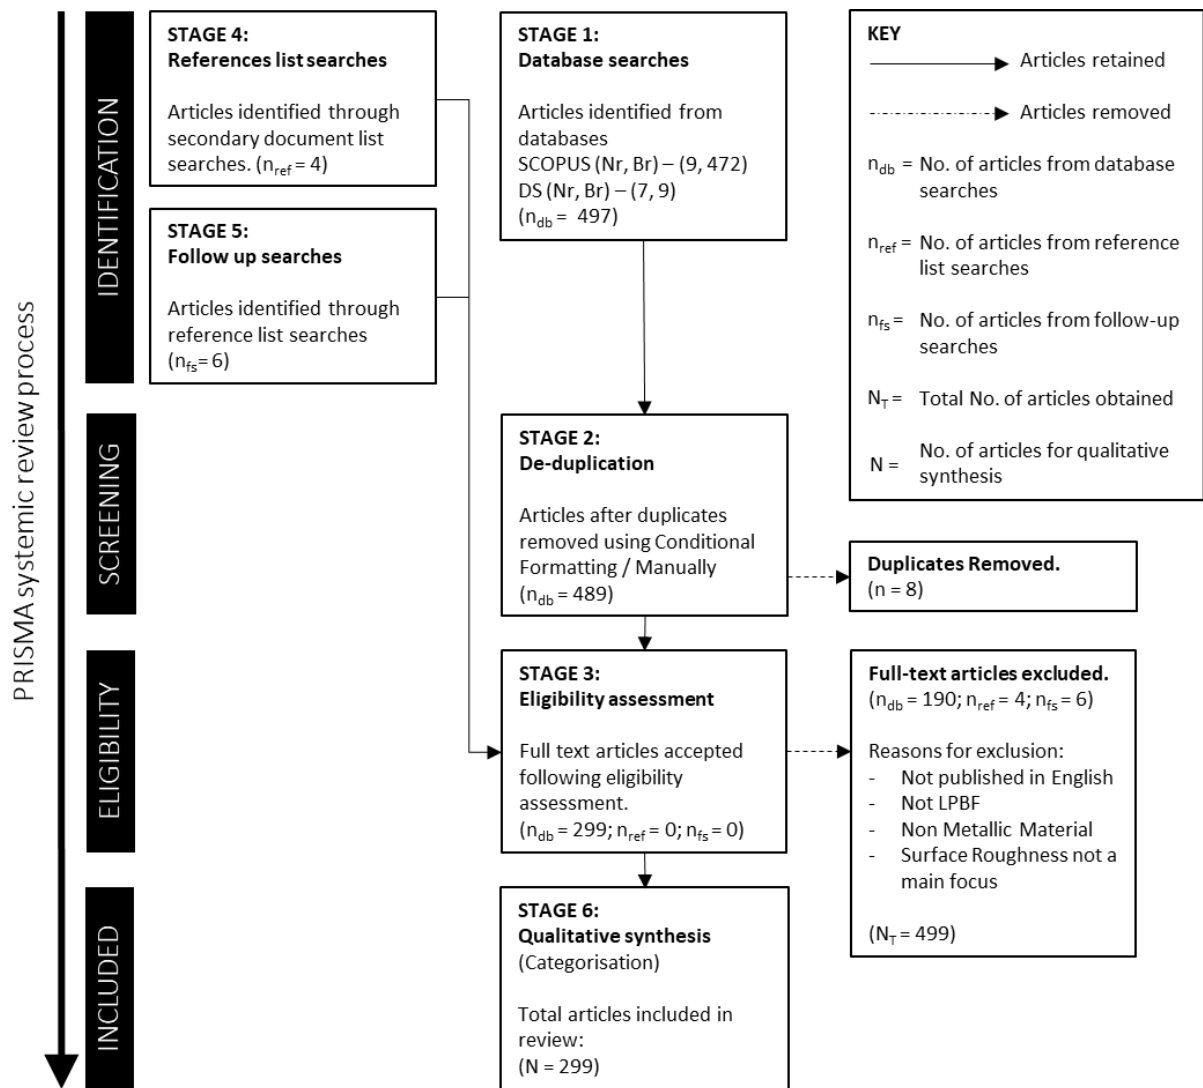 PRISMA systemic review process
IDENTIFICATION
SCREENING
ELIGIBILITY
INCLUDED
STAGE 4:
References list searches
Articles identified through
secondary document list
searches. (nref = 4)
STAGE 5:
Follow up searches
Articles identified through
reference list searches
(nfs= 6)
STAGE 1:
Database searches
Articles identified from
databases
SCOPUS (Nr, Br) – (9, 472)
DS (Nr, Br) – (7, 9)
(ndb = 497)
STAGE 2:
De-duplication
Articles after duplicates
removed using Conditional
Formatting / Manually
(ndb = 489)
Duplicates Removed.
(n = 8)
STAGE 3:
Eligibility assessment
Full text articles accepted
following eligibility
assessment.
(ndb = 299; nref = 0; nfs = 0)
Full-text articles excluded.
(ndb = 190; nref = 4; nfs = 6)
Reasons for exclusion:
- Not published in English
- Not LPBF
- Non Metallic Material
- Surface Roughness not a
main focus
(NT = 499)
STAGE 6:
Qualitative synthesis
(Categorisation)
Total articles included in
review:
(N = 299)
KEY
Articles retained
Articles removed
ndb = No. of articles from database
searches
nref = No. of articles from reference
list searches
nfs = No. of articles from follow-up
searches
NT = Total No. of articles obtained
N = No. of articles for qualitative
synthesis